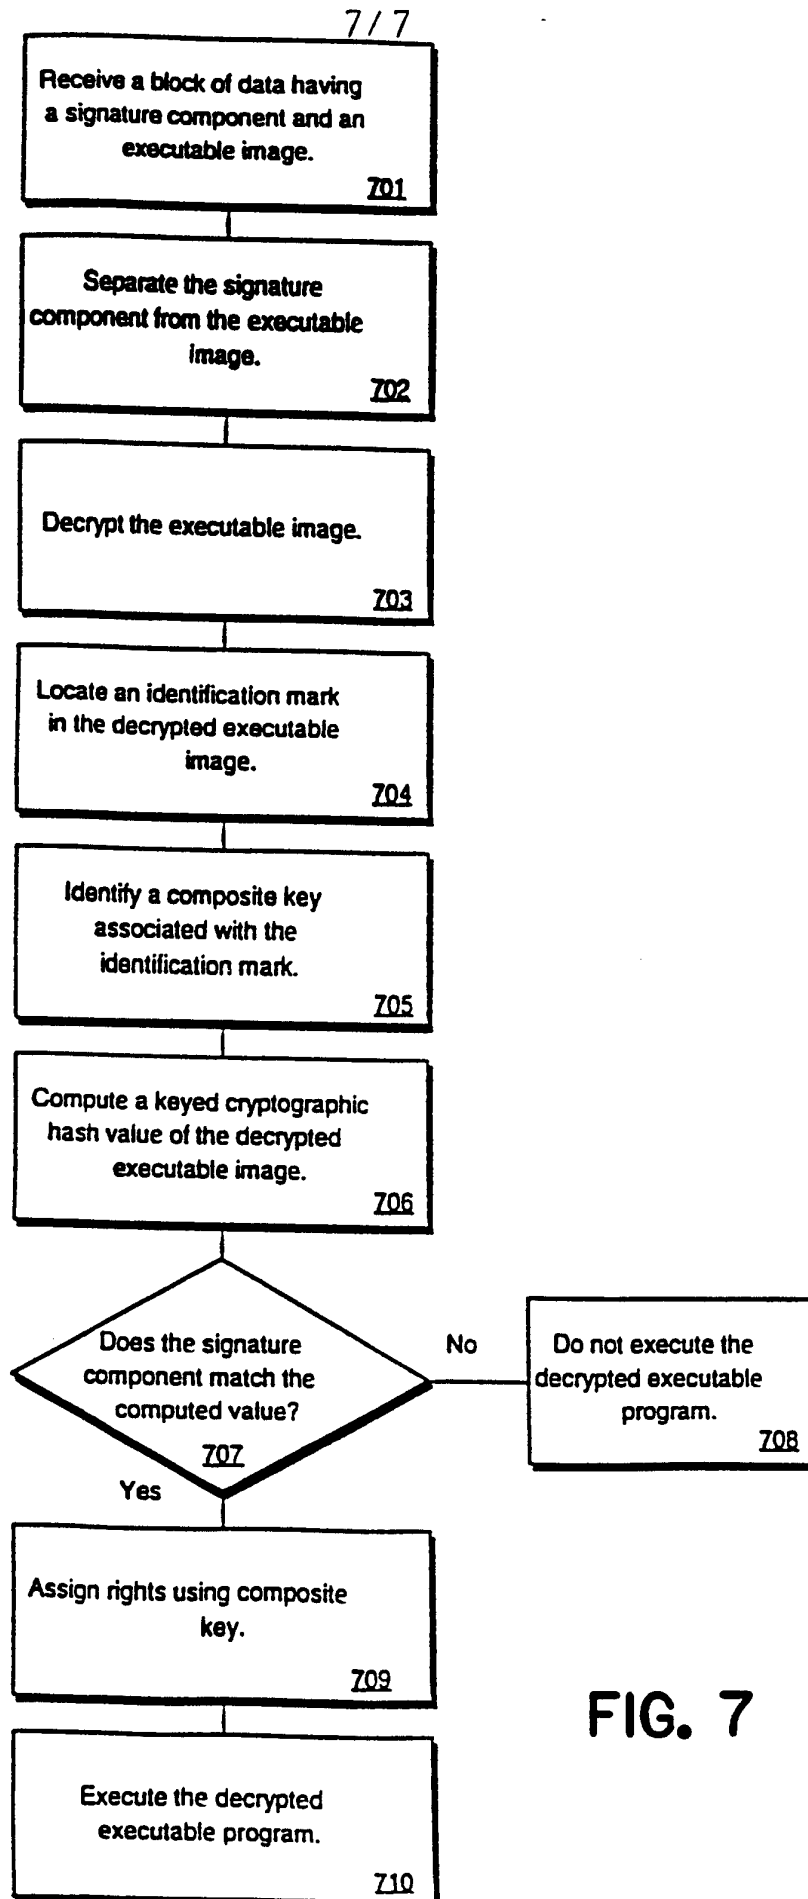 7/7
Receive a block of data having
a signature component and an
executable image.
701
Separate the signature
component from the executable
image.
702
Decrypt the executable image.
703
Locate an identification mark
in the decrypted executable
image.
704
Identify a composite key
associated with the
identification mark.
705
Compute a keyed cryptographic
hash value of the decrypted
executable image.
706
Does the signature
component match the
computed value?
707
No
Do not execute the
decrypted executable
program.
708
Yes
Assign rights using composite
key.
709
Execute the decrypted
executable program.
710
FIG. 7